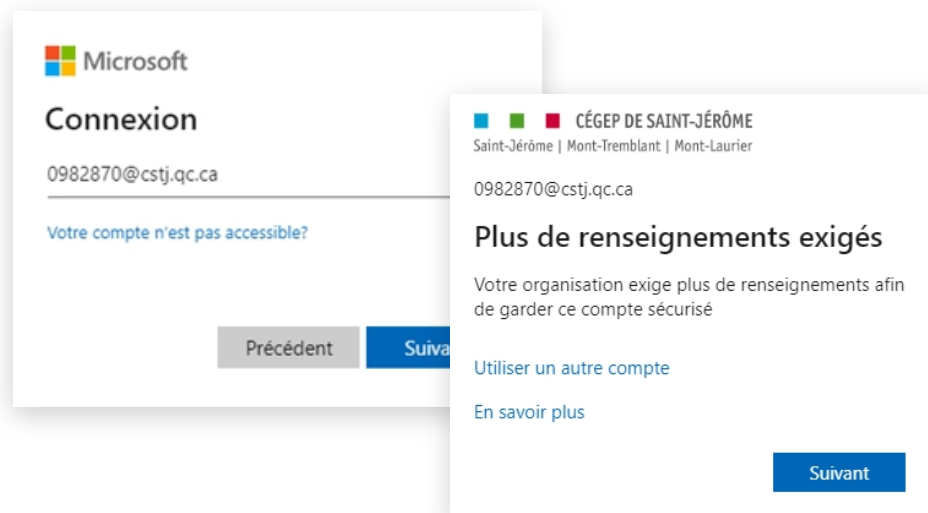 Microsoft
Connexion
0982870@cstj.qc.ca
Votre compte n'est pas accessible?
Précédent
Suiva
CÉGEP DE SAINT-JÉRÔME
Saint-Jérôme | Mont-Tremblant | Mont-Laurier
0982870@cstj.qc.ca
Plus de renseignements exigés
Votre organisation exige plus de renseignements afin
de garder ce compte sécurisé
Utiliser un autre compte
En savoir plus
Suivant